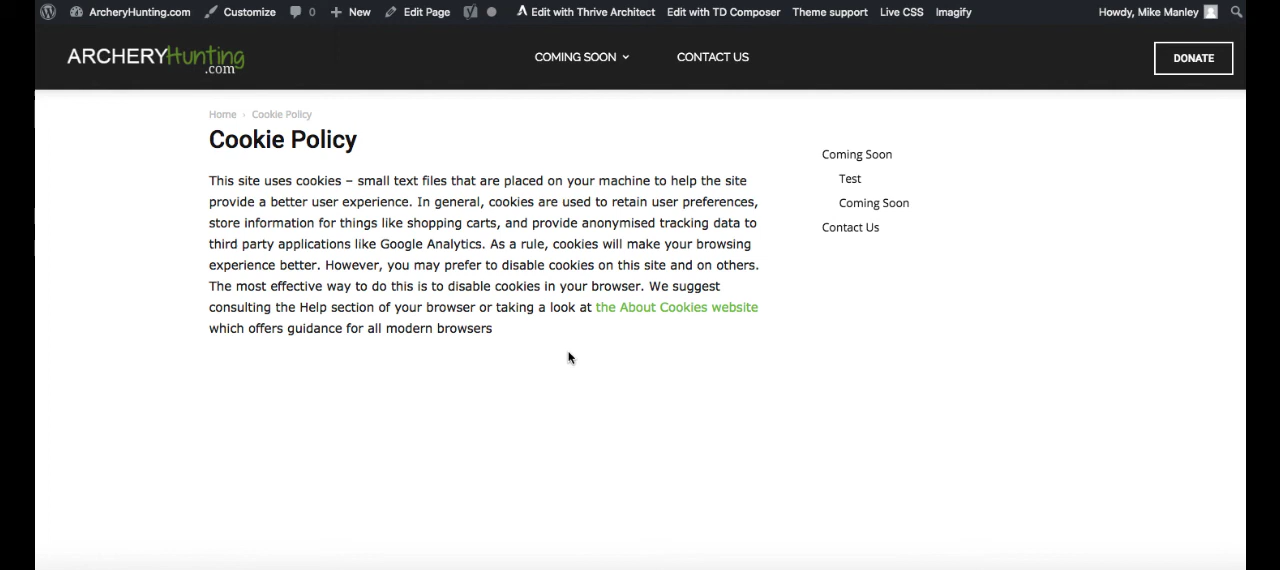 ArcheryHunting.com Customize 0 New Edit Page Edit with Thrive Architect Edit with TD Composer Theme support Live CSS Imagify Howdy, Mike Manley
ARCHERYHunting.com COMING SOON CONTACT US DONATE
Home › Cookie Policy
Cookie Policy
This site uses cookies – small text files that are placed on your machine to help the site
provide a better user experience. In general, cookies are used to retain user preferences,
store information for things like shopping carts, and provide anonymised tracking data to
third party applications like Google Analytics. As a rule, cookies will make your browsing
experience better. However, you may prefer to disable cookies on this site and on others.
The most effective way to do this is to disable cookies in your browser. We suggest
consulting the Help section of your browser or taking a look at the About Cookies website
which offers guidance for all modern browsers
Coming Soon
Test
Coming Soon
Contact Us